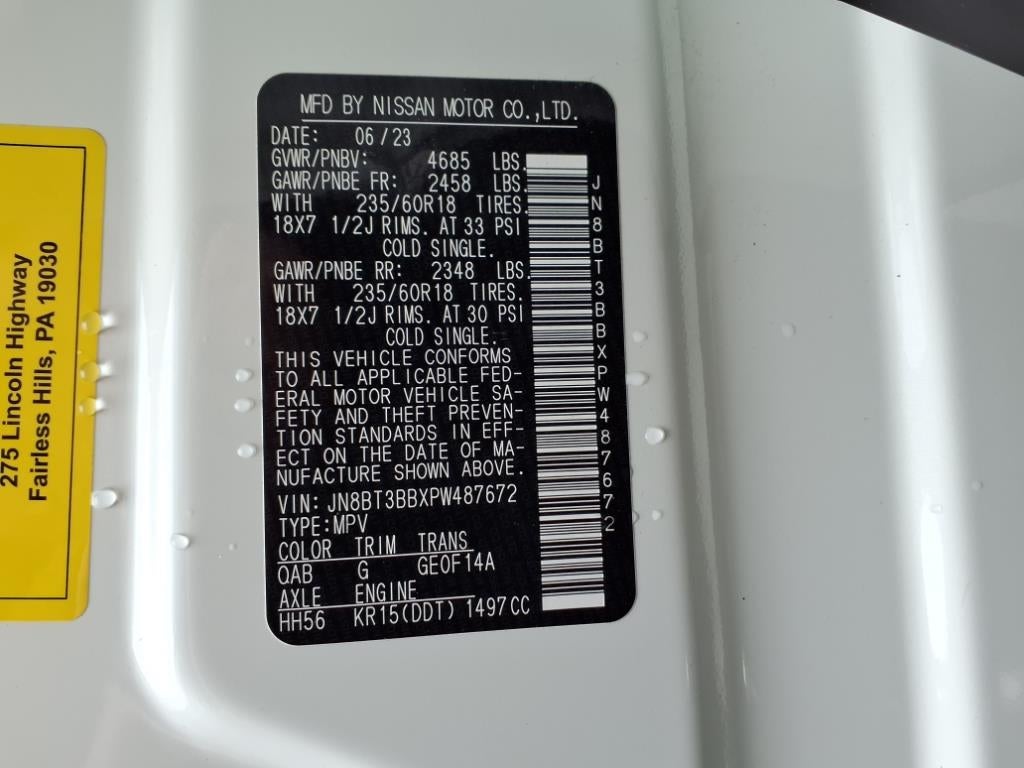 MFD BY NISSAN MOTOR CO.,LTD.
DATE: 06/23
GVWR/PNBV: 4685 LBS.
GAWR/PNBE FR: 2458 LBS.
WITH 235/60R18 TIRES.
18X7 1/2J RIMS. AT 33 PSI
COLD SINGLE.
GAWR/PNBE RR: 2348 LBS.
WITH 235/60R18 TIRES.
18X7 1/2J RIMS. AT 30 PSI
COLD SINGLE.
THIS VEHICLE CONFORMS
TO ALL APPLICABLE FED-
ERAL MOTOR VEHICLE SA-
FETY AND THEFT PREVEN-
TION STANDARDS IN EFF-
ECT ON THE DATE OF MA-
NUFACTURE SHOWN ABOVE.
VIN: JN8BT3BBXPW487672
TYPE:MPV
COLOR TRIM TRANS
QAB G GE0F14A
AXLE ENGINE
HH56 KR15(DDT) 1497CC
JN8BT3BBXPW487672
275 Lincoln Highway
Fairless Hills, PA 19030